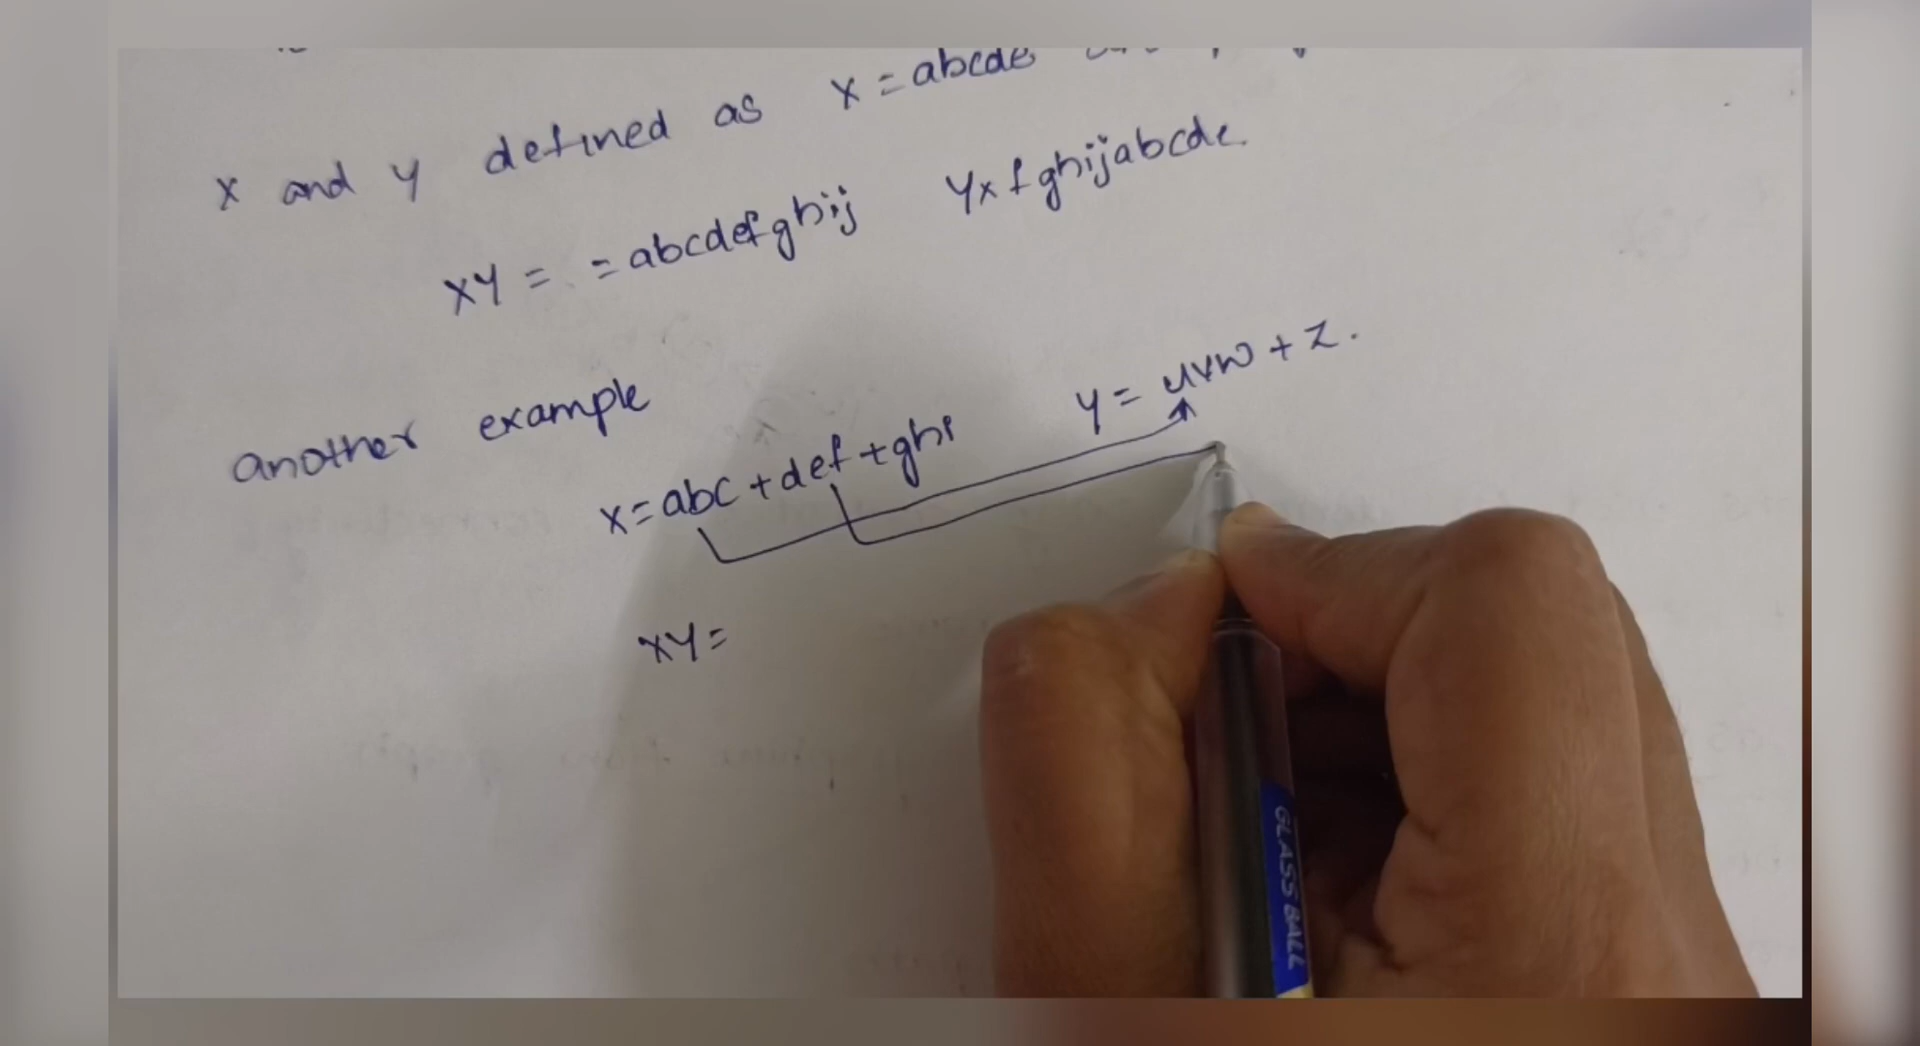 X and Y defined as X = abcde
XY = = abcdefghij YX fghijabcde.
another example
X = abc + def + ghi Y = uvw + z.
XY =
GLASS BALL